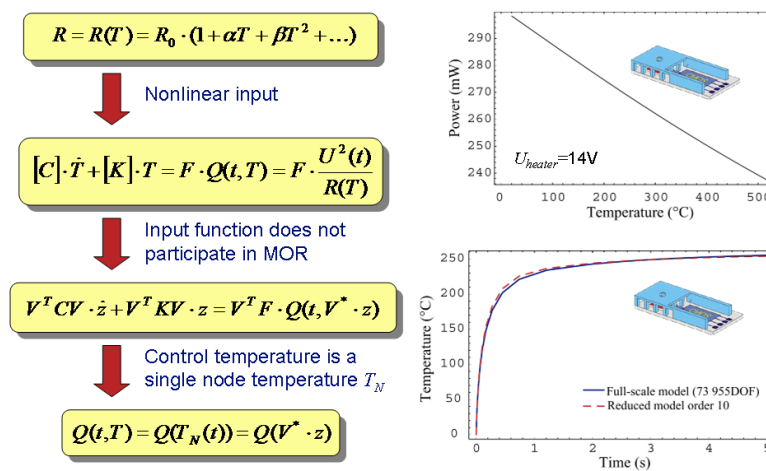 R = R(T) = R₀ · (1 + αT + βT² + …)
Nonlinear input
[C] · Ṫ + [K] · T = F · Q(t, T) = F · U²(t) / R(T)
Input function does not
participate in MOR
VᵀCV · ż + VᵀKV · z = VᵀF · Q(t, V* · z)
Control temperature is a
single node temperature T_N
Q(t,T) = Q(T_N(t)) = Q(V* · z)
Power (mW)
290
280
270
260
250
240
U_heater=14V
0 100 200 300 400 500
Temperature (°C)
Temperature (°C)
250
200
150
100
50
0
Full-scale model (73 955DOF)
Reduced model order 10
0 1 2 3 4 5
Time (s)